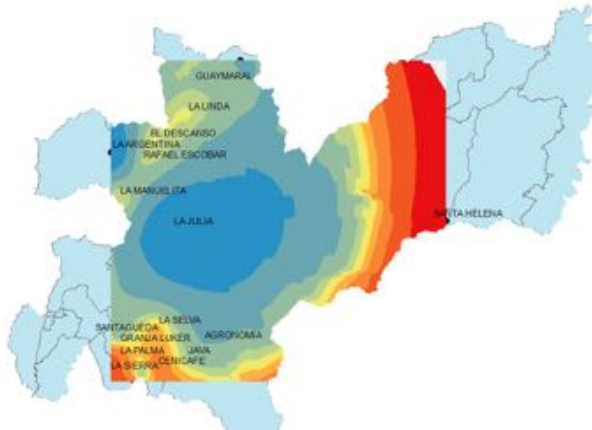 GUAYMARAL
LA LINDA
EL DESCANSO
LA ARGENTINA
RAFAEL ESCOBAR
LA MANUELITA
LA JULIA
SANTA HELENA
LA SELVA
SANTAGUEDA
GRANJA LUKER
AGRONOMIA
LA PALMA
JAVA
CENICAFE
LA SIERRA